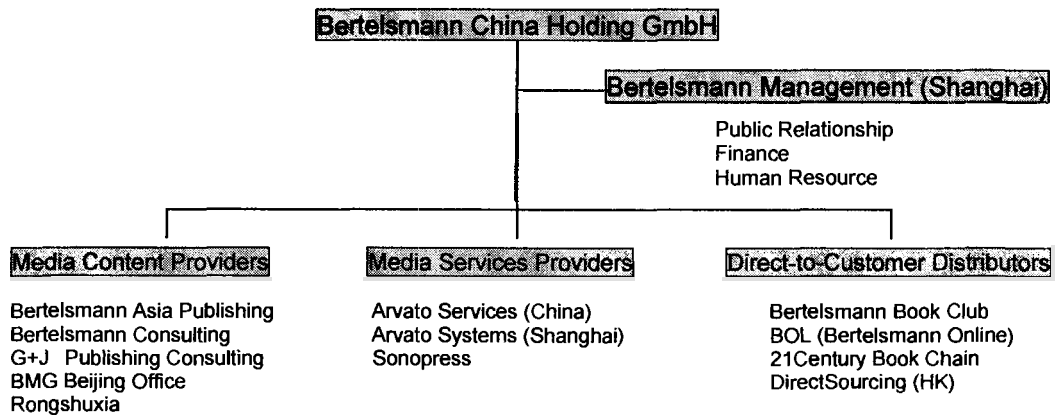 Bertelsmann China Holding GmbH
Bertelsmann Management (Shanghai)
Public Relationship
Finance
Human Resource
Media Content Providers
Bertelsmann Asia Publishing
Bertelsmann Consulting
G+J Publishing Consulting
BMG Beijing Office
Rongshuxia
Media Services Providers
Arvato Services (China)
Arvato Systems (Shanghai)
Sonopress
Direct-to-Customer Distributors
Bertelsmann Book Club
BOL (Bertelsmann Online)
21Century Book Chain
DirectSourcing (HK)